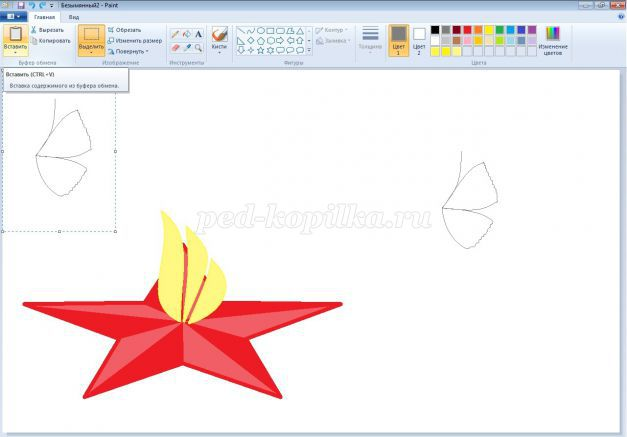 Безымянный2 - Paint
Главная Вид
Вставить
Вырезать
Копировать
Буфер обмена
Выделить
Обрезать
Изменить размер
Повернуть
Изображение
Инструменты
Кисти
Фигуры
Контур
Заливка
Толщина
Цвет 1
Цвет 2
Изменение цветов
Цвета
Вставить (CTRL+V)
Вставка содержимого из буфера обмена.
ped-kopilka.ru